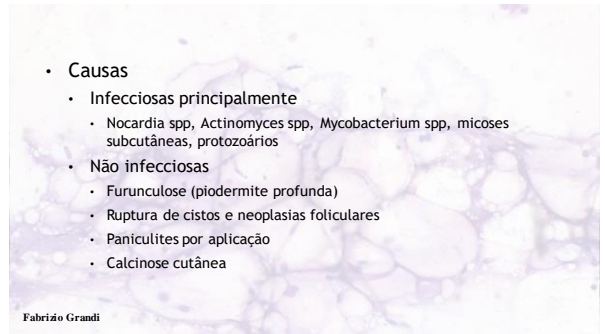 • Causas
• Infecciosas principalmente
• Nocardia spp, Actinomyces spp, Mycobacterium spp, micoses
subcutâneas, protozoários
• Não infecciosas
• Furunculose (piodermite profunda)
• Ruptura de cistos e neoplasias foliculares
• Paniculites por aplicação
• Calcinose cutânea
Fabrizio Grandi